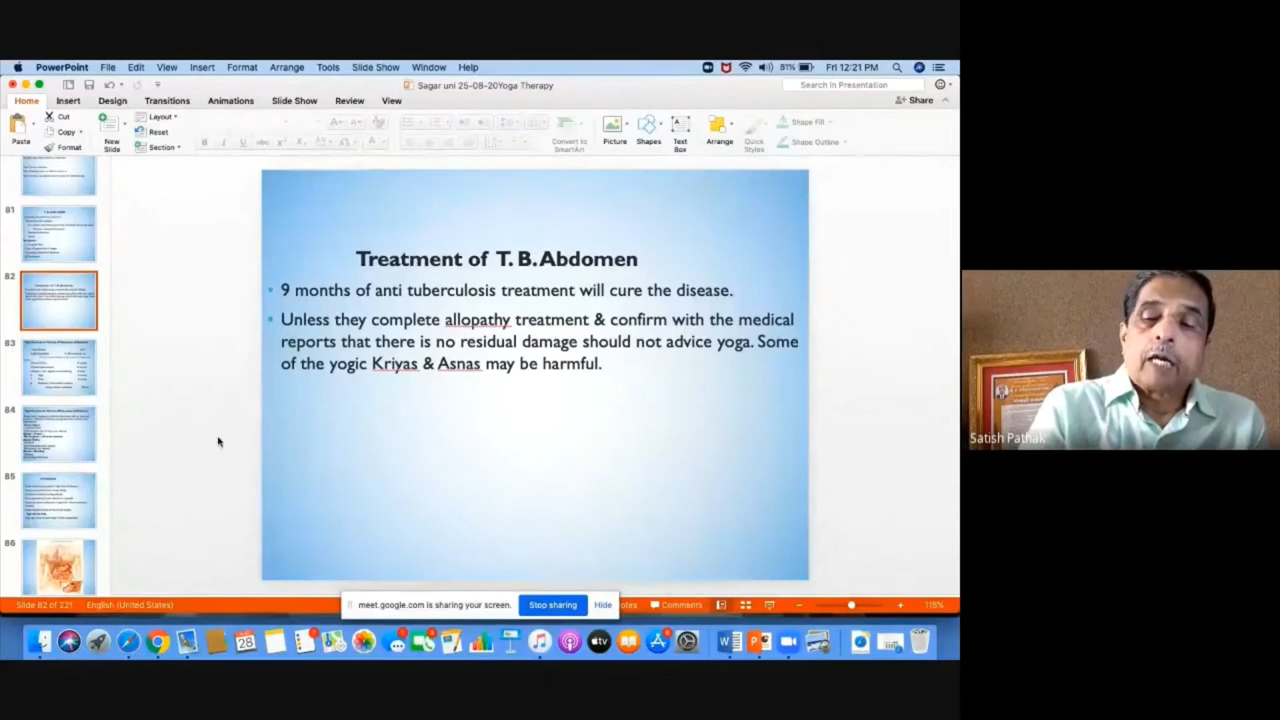 PowerPoint File Edit View Insert Format Arrange Tools Slide Show Window Help 81% Fri 12:21 PM
Sagar uni 25-08-20Yoga Therapy Search in Presentation
Home Insert Design Transitions Animations Slide Show Review View Share
Paste Cut Copy Format New Slide Layout Reset Section Convert to SmartArt Picture Shapes Text Box Arrange Quick Styles Shape Fill Shape Outline
81
82
83
84
85
86
Treatment of T. B. Abdomen
9 months of anti tuberculosis treatment will cure the disease.
Unless they complete allopathy treatment & confirm with the medical
reports that there is no residual damage should not advice yoga. Some
of the yogic Kriyas & Asnas may be harmful.
Satish Pathak
meet.google.com is sharing your screen. Stop sharing Hide
Slide 82 of 221 English (United States) otes Comments 115%
28